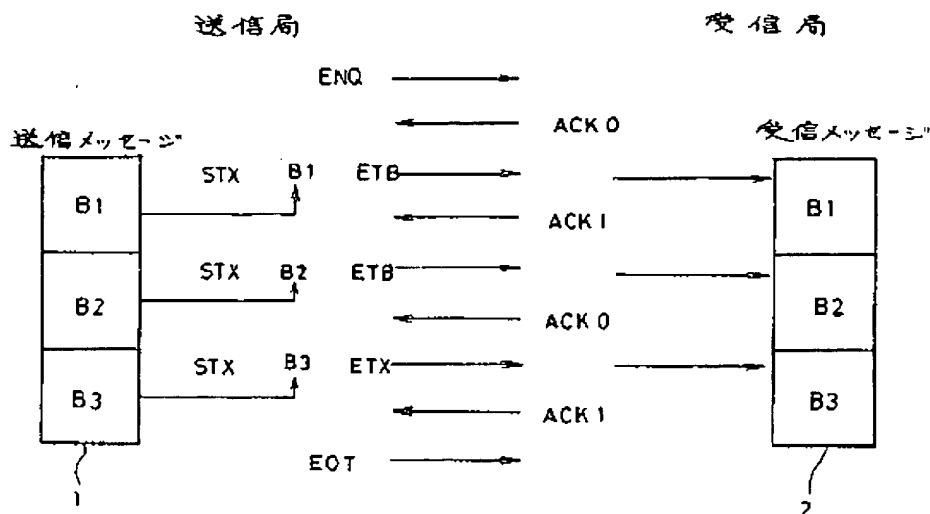 送信局
受信局
ENQ
ACK 0
送信メッセージ
受信メッセージ
STX B1 ETB
B1
B1
ACK 1
STX B2 ETB
B2
B2
ACK 0
STX B3 ETX
B3
B3
ACK 1
EOT
1
2